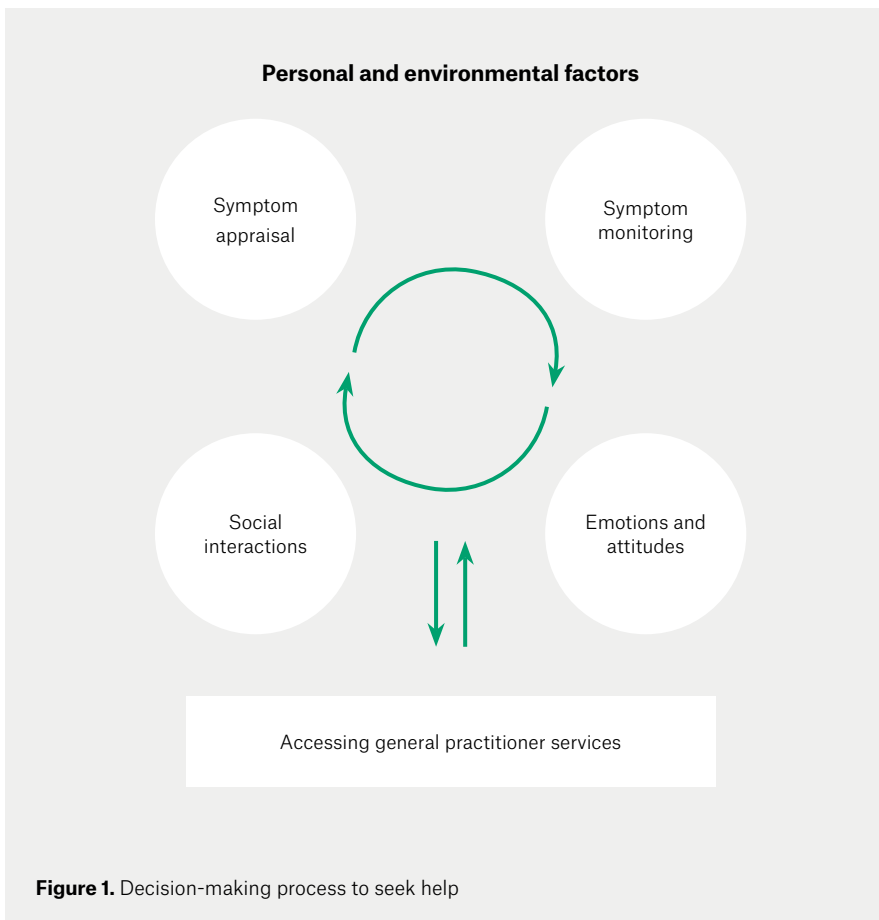 Personal and environmental factors
Symptom
appraisal
Symptom
monitoring
Social
interactions
Emotions and
attitudes
Accessing general practitioner services
Figure 1. Decision-making process to seek help